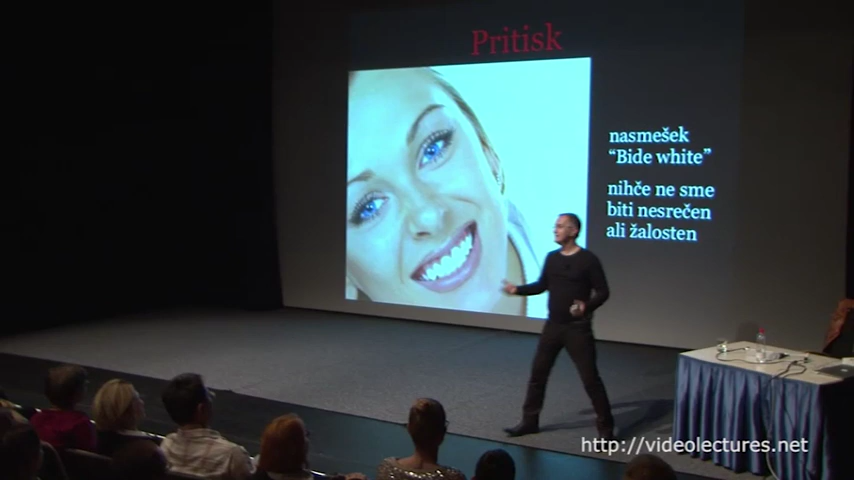 Pritisk
nasmešek
“Bide white”
nihče ne sme
biti nesrečen
ali žalosten
http://videolectures.net